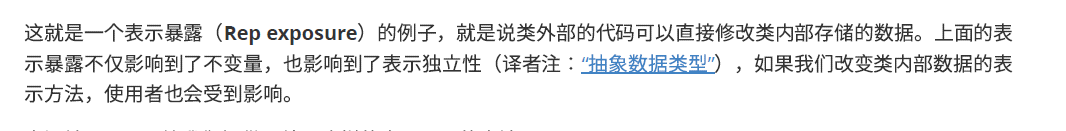 这就是一个表示暴露（Rep exposure）的例子，就是说类外部的代码可以直接修改类内部存储的数据。上面的表
示暴露不仅影响到了不变量，也影响到了表示独立性（译者注：“抽象数据类型”），如果我们改变类内部数据的表
示方法，使用者也会受到影响。